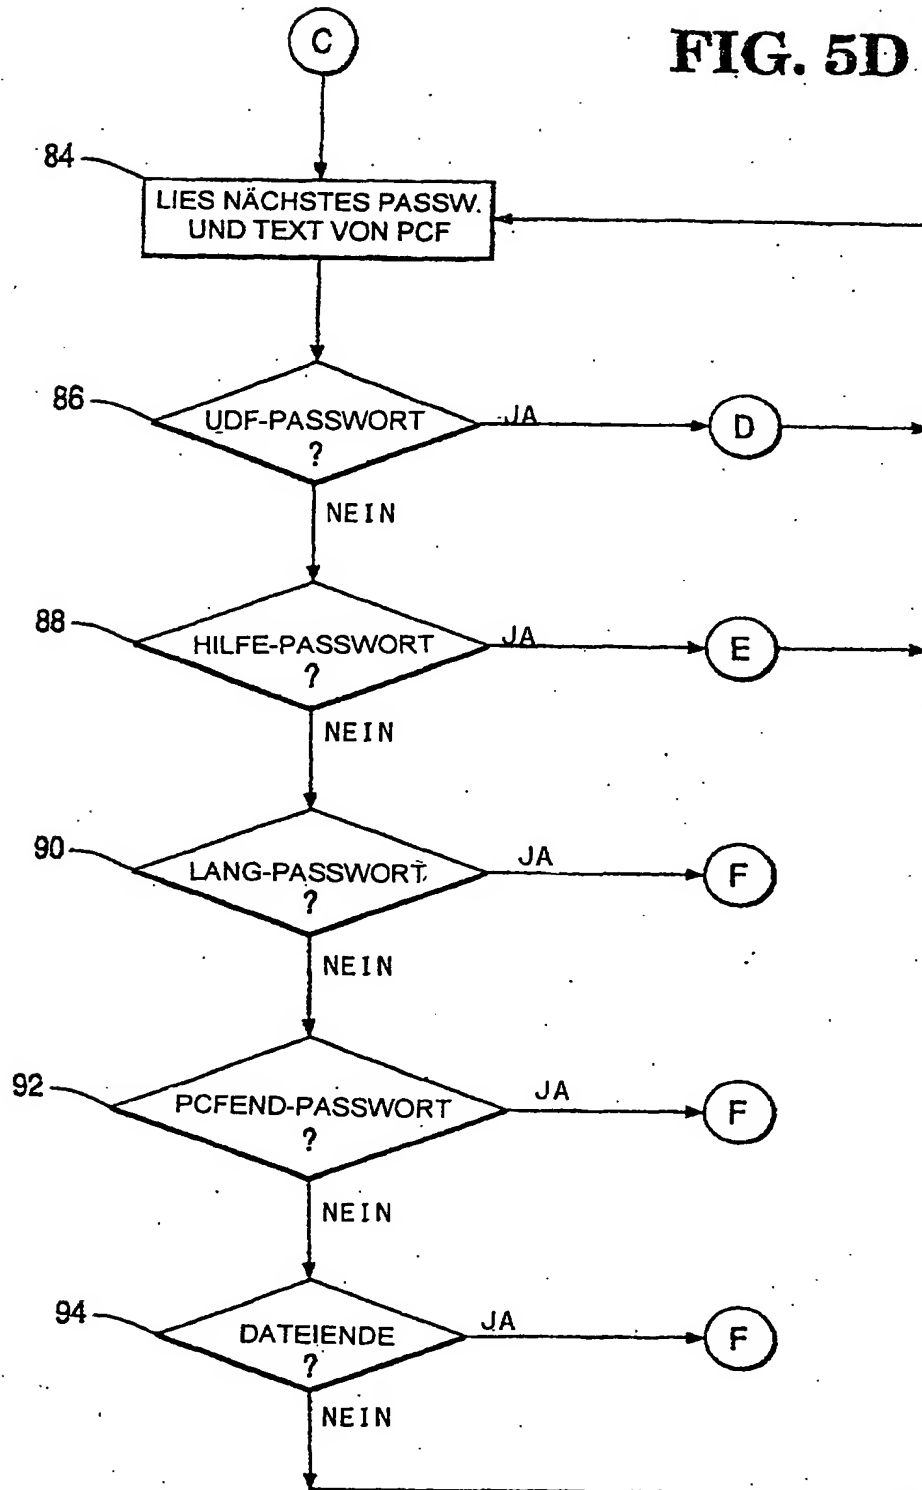 C
FIG. 5D
84
LIES NÄCHSTES PASSW.
UND TEXT VON PCF
86
UDF-PASSWORT
?
JA
D
NEIN
88
HILFE-PASSWORT
?
JA
E
NEIN
90
LANG-PASSWORT
?
JA
F
NEIN
92
PCFEND-PASSWORT
?
JA
F
NEIN
94
DATEIENDE
?
JA
F
NEIN